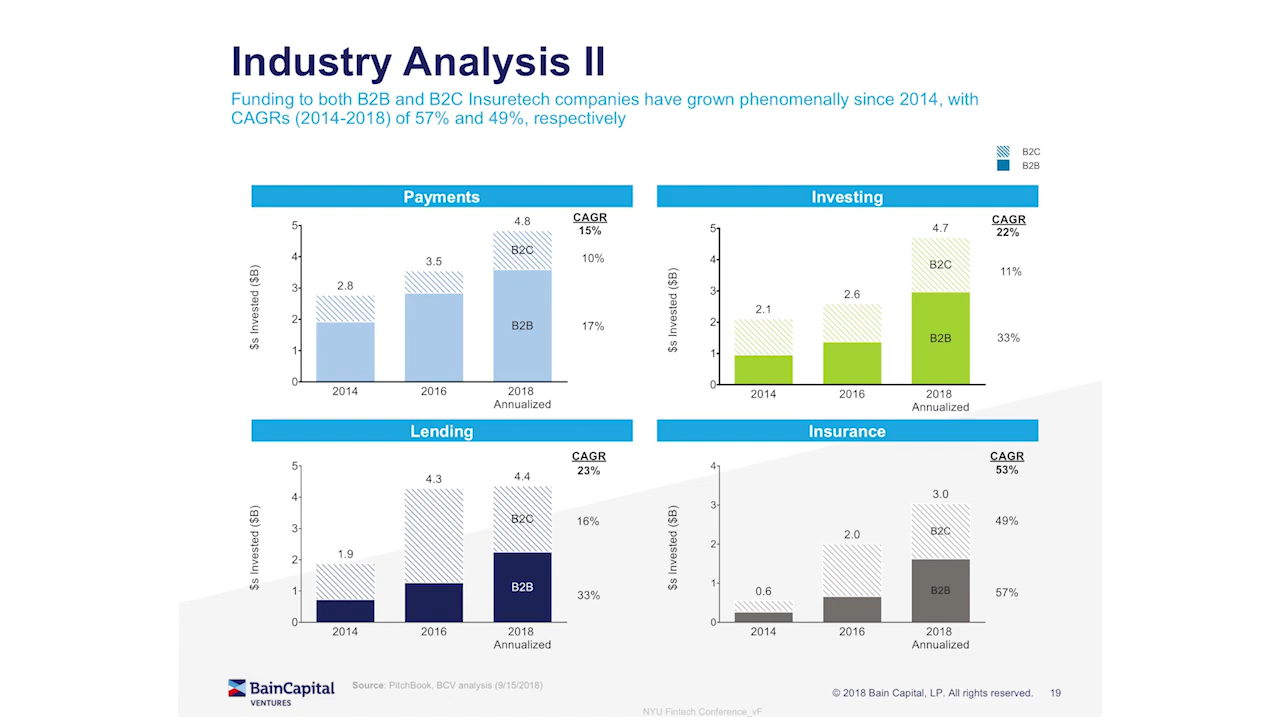 Industry Analysis II
Funding to both B2B and B2C Insuretech companies have grown phenomenally since 2014, with
CAGRs (2014-2018) of 57% and 49%, respectively
B2C
B2B
Payments
$s Invested ($B)
5
4
3
2
1
0
2.8
3.5
4.8
B2C
B2B
2014
2016
2018
Annualized
CAGR
15%
10%
17%
Investing
$s Invested ($B)
5
4
3
2
1
0
2.1
2.6
4.7
B2C
B2B
2014
2016
2018
Annualized
CAGR
22%
11%
33%
Lending
$s Invested ($B)
5
4
3
2
1
0
1.9
4.3
4.4
B2C
B2B
2014
2016
2018
Annualized
CAGR
23%
16%
33%
Insurance
$s Invested ($B)
4
3
2
1
0
0.6
2.0
3.0
B2C
B2B
2014
2016
2018
Annualized
CAGR
53%
49%
57%
BainCapital
VENTURES
Source: PitchBook, BCV analysis (9/15/2018)
© 2018 Bain Capital, LP. All rights reserved. 19
NYU Fintech Conference_vF